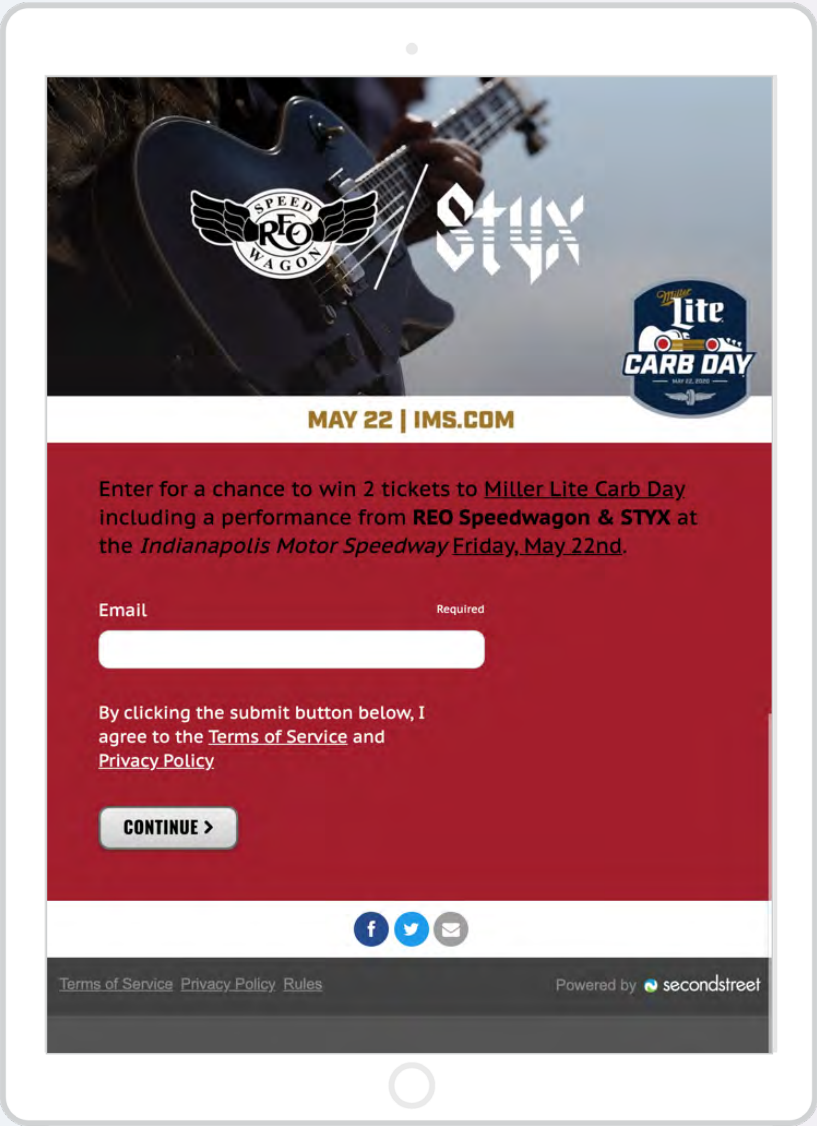 SPEED
REO
WAGON
STYX
Miller
Lite
CARB DAY
MAY 22, 2020
MAY 22 | IMS.COM
Enter for a chance to win 2 tickets to Miller Lite Carb Day
including a performance from REO Speedwagon & STYX at
the Indianapolis Motor Speedway Friday, May 22nd.
Email
Required
By clicking the submit button below, I
agree to the Terms of Service and
Privacy Policy
CONTINUE >
f
Terms of Service Privacy Policy Rules
Powered by secondstreet